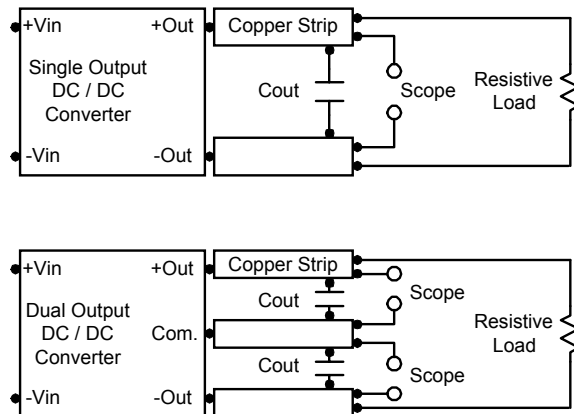 +Vin +Out Copper Strip
Single Output
DC / DC
Converter
Cout Scope Resistive
Load
-Vin -Out
+Vin +Out Copper Strip
Cout Scope
Dual Output
DC / DC
Converter
Com. Resistive
Load
Cout Scope
-Vin -Out